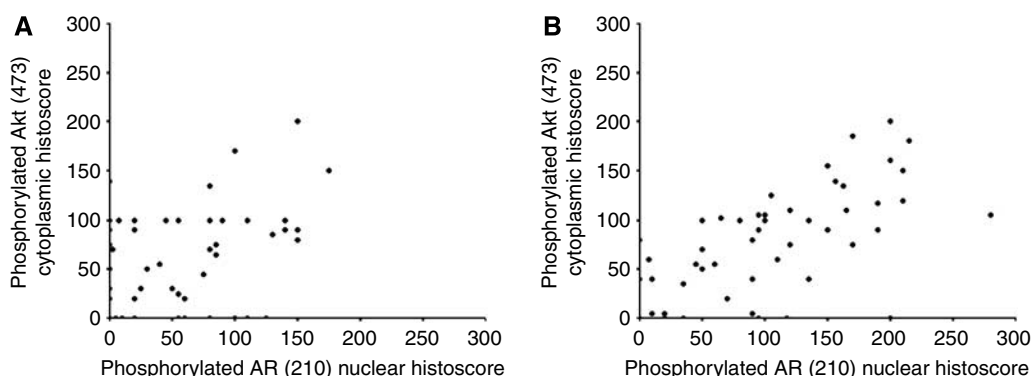 A
B
Phosphorylated Akt (473)
cytoplasmic histoscore
300
250
200
150
100
50
0
0 50 100 150 200 250 300
Phosphorylated AR (210) nuclear histoscore
Phosphorylated Akt (473)
cytoplasmic histoscore
300
250
200
150
100
50
0
0 50 100 150 200 250 300
Phosphorylated AR (210) nuclear histoscore